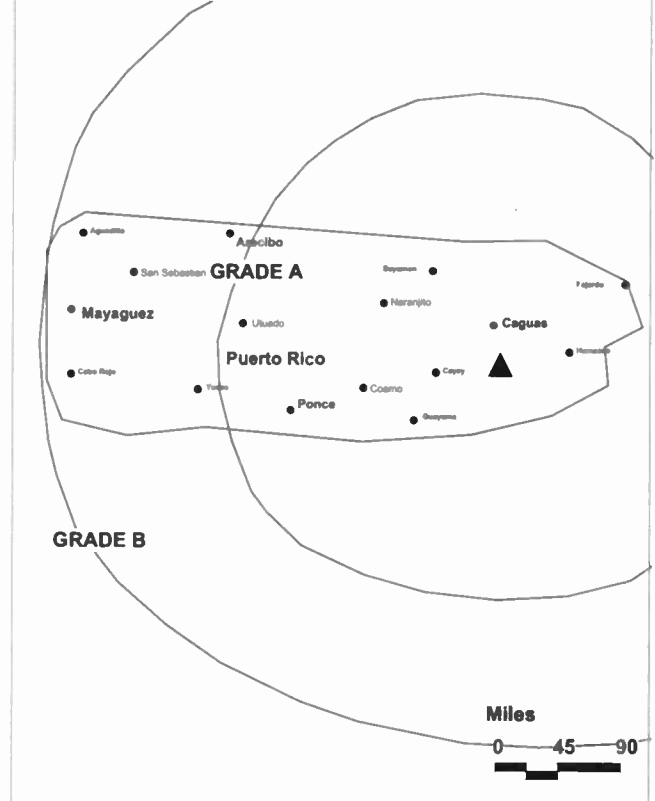 Aguadilla
Arecibo
San Sebastian
GRADE A
Bayamon
Fajardo
Naranjito
Mayaguez
Utuado
Caguas
Humacao
Puerto Rico
Cabo Rojo
Yauco
Cayey
Coamo
Ponce
Guayama
GRADE B
Miles
0 45 90